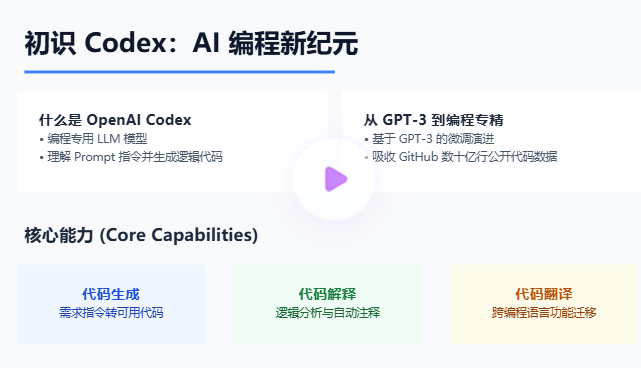 初识 Codex：AI 编程新纪元
什么是 OpenAI Codex
• 编程专用 LLM 模型
• 理解 Prompt 指令并生成逻辑代码
从 GPT-3 到编程专精
• 基于 GPT-3 的微调演进
• 吸收 GitHub 数十亿行公开代码数据
核心能力 (Core Capabilities)
代码生成
需求指令转可用代码
代码解释
逻辑分析与自动注释
代码翻译
跨编程语言功能迁移